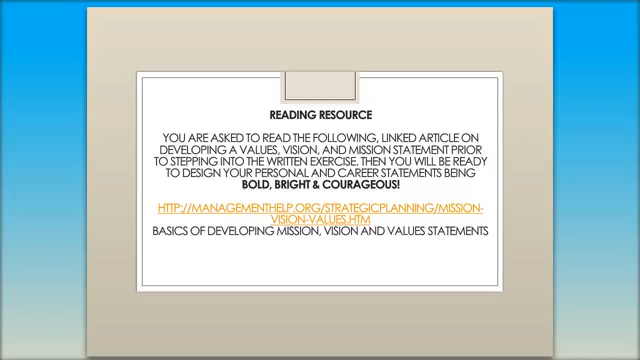 READING RESOURCE
YOU ARE ASKED TO READ THE FOLLOWING, LINKED ARTICLE ON
DEVELOPING A VALUES, VISION, AND MISSION STATEMENT PRIOR
TO STEPPING INTO THE WRITTEN EXERCISE. THEN YOU WILL BE READY
TO DESIGN YOUR PERSONAL AND CAREER STATEMENTS BEING
BOLD, BRIGHT & COURAGEOUS!
HTTP://MANAGEMENTHELP.ORG/STRATEGICPLANNING/MISSION-
VISION-VALUES.HTM
BASICS OF DEVELOPING MISSION, VISION AND VALUES STATEMENTS